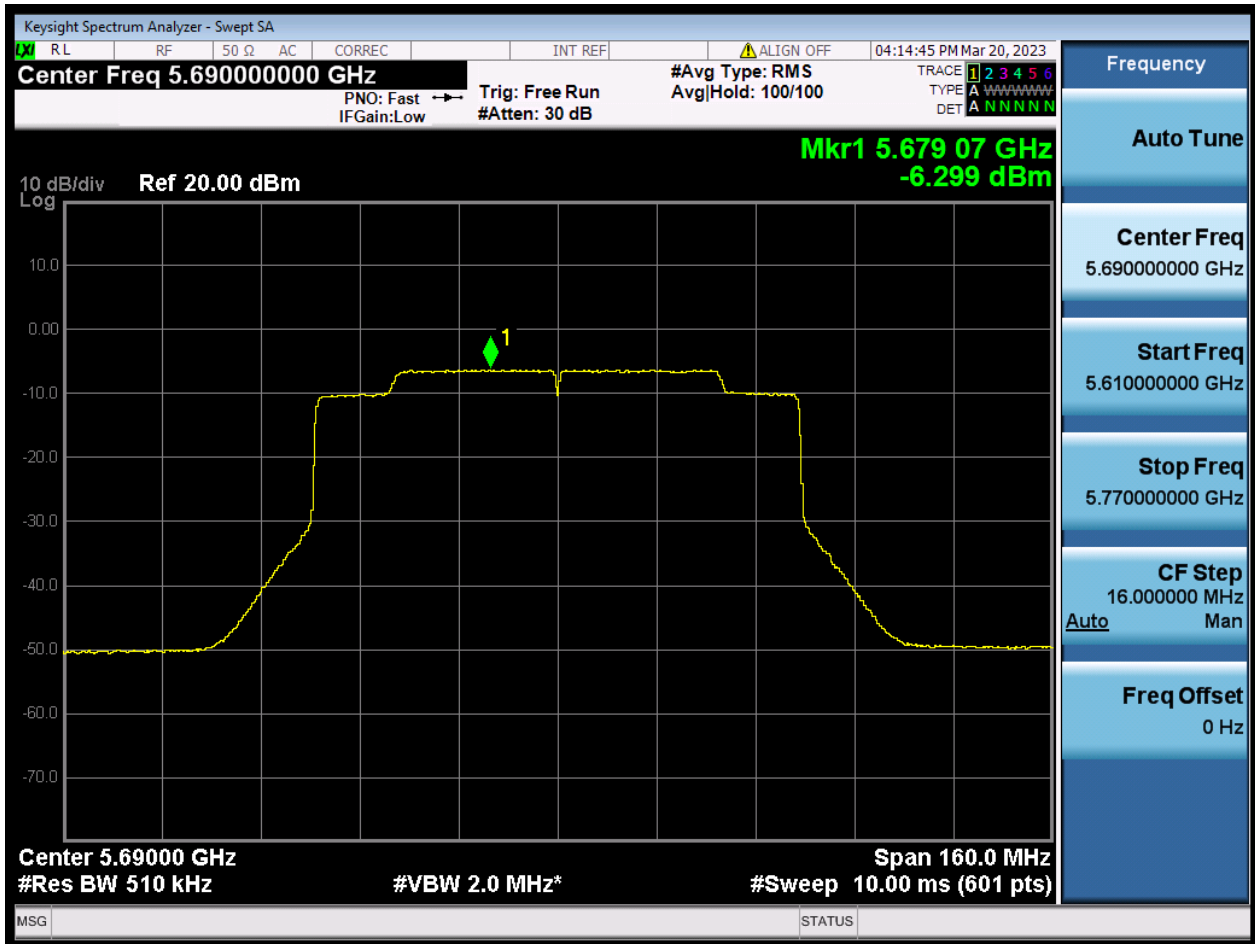 Keysight Spectrum Analyzer - Swept SA
LXI RL RF 50 Ω AC CORREC INT REF ALIGN OFF 04:14:45 PM Mar 20, 2023
Center Freq 5.690000000 GHz
PNO: Fast
IFGain:Low
Trig: Free Run
#Atten: 30 dB
#Avg Type: RMS
Avg|Hold: 100/100
TRACE 1 2 3 4 5 6
TYPE A WWWWW
DET A N N N N N
Mkr1 5.679 07 GHz
-6.299 dBm
10 dB/div Ref 20.00 dBm
Log
10.0
0.00
1
-10.0
-20.0
-30.0
-40.0
-50.0
-60.0
-70.0
Center 5.69000 GHz Span 160.0 MHz
#Res BW 510 kHz #VBW 2.0 MHz* #Sweep 10.00 ms (601 pts)
MSG STATUS
Frequency
Auto Tune
Center Freq
5.690000000 GHz
Start Freq
5.610000000 GHz
Stop Freq
5.770000000 GHz
CF Step
16.000000 MHz
Auto Man
Freq Offset
0 Hz